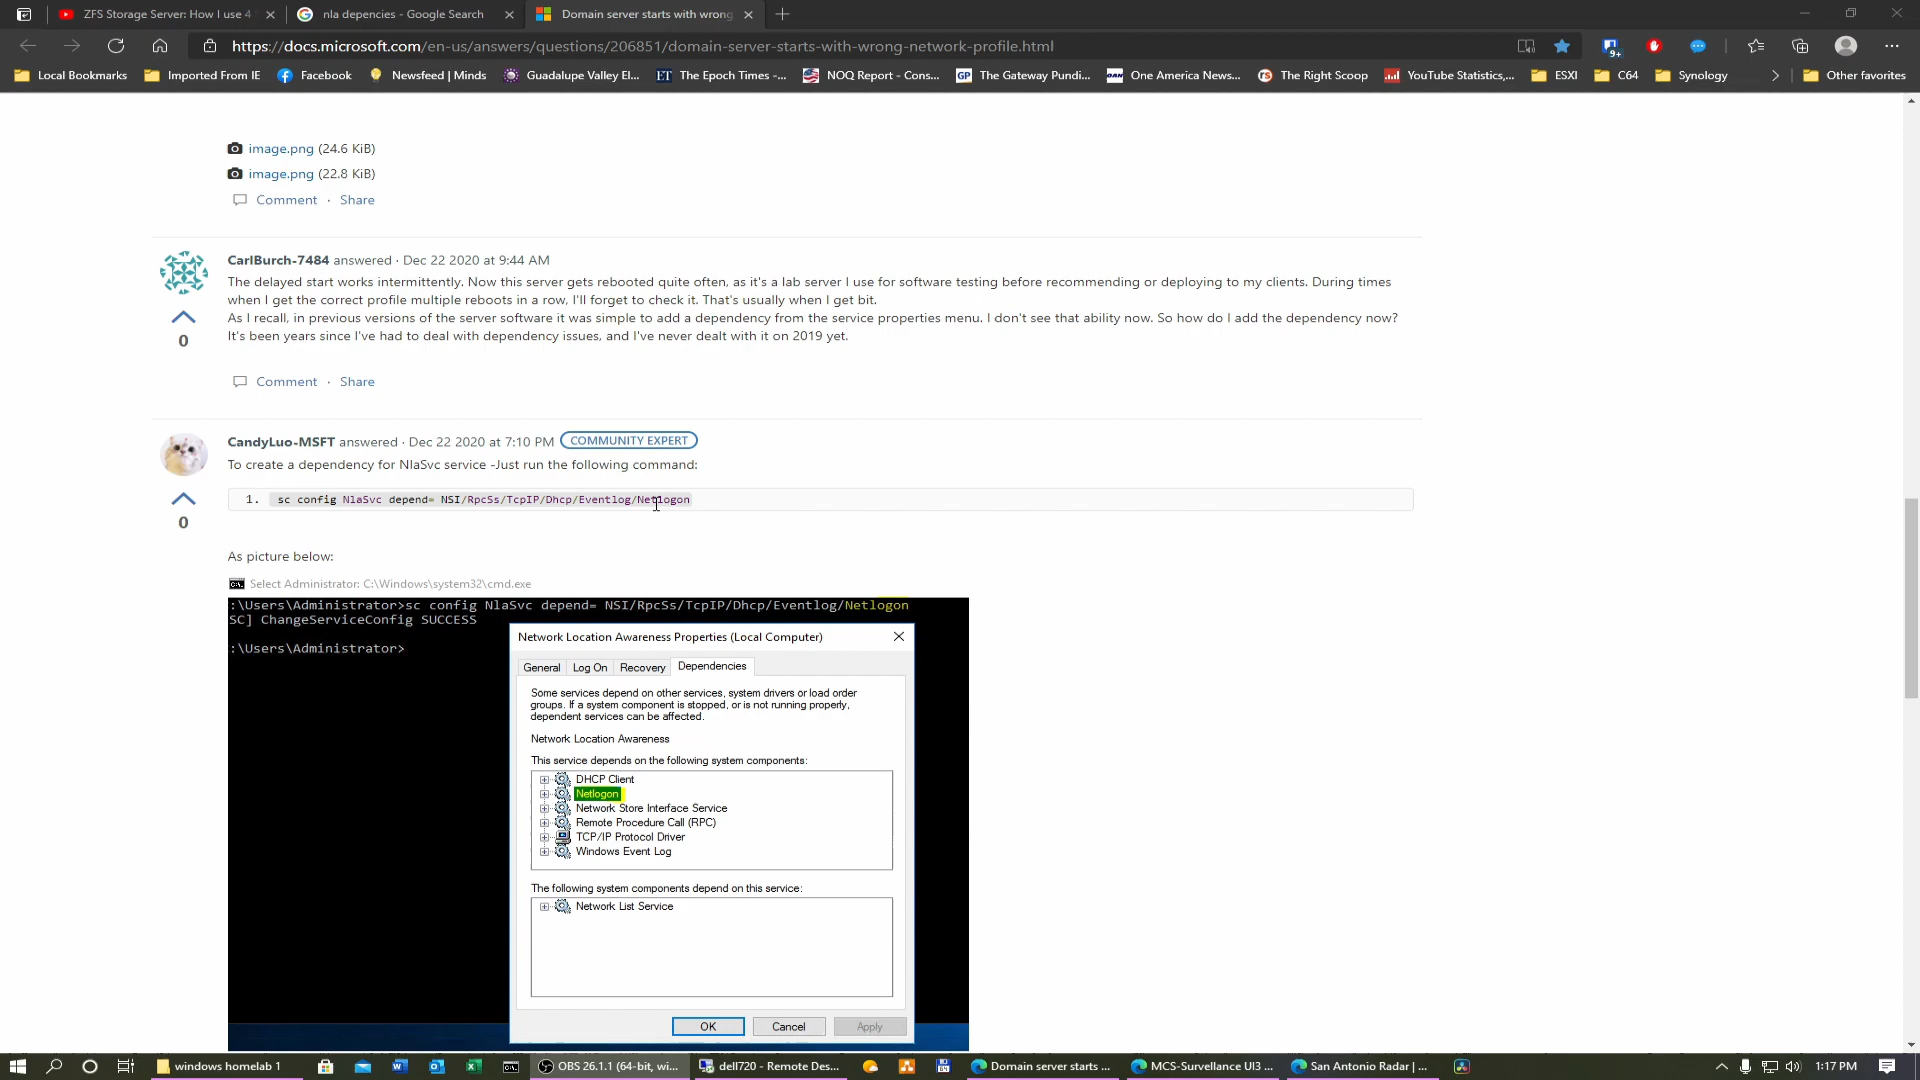 ZFS Storage Server: How I use 4
nla depencies - Google Search
Domain server starts with wrong
https://docs.microsoft.com/en-us/answers/questions/206851/domain-server-starts-with-wrong-network-profile.html
9+
Local Bookmarks
Imported From IE
Facebook
Newsfeed | Minds
Guadalupe Valley El...
ET The Epoch Times -...
NOQ Report - Cons...
GP The Gateway Pundi...
OAN One America News...
The Right Scoop
YouTube Statistics,...
ESXI
C64
Synology
Other favorites
image.png (24.6 KiB)
image.png (22.8 KiB)
Comment · Share
CarlBurch-7484 answered · Dec 22 2020 at 9:44 AM
The delayed start works intermittently. Now this server gets rebooted quite often, as it's a lab server I use for software testing before recommending or deploying to my clients. During times
when I get the correct profile multiple reboots in a row, I'll forget to check it. That's usually when I get bit.
As I recall, in previous versions of the server software it was simple to add a dependency from the service properties menu. I don't see that ability now. So how do I add the dependency now?
It's been years since I've had to deal with dependency issues, and I've never dealt with it on 2019 yet.
0
Comment · Share
CandyLuo-MSFT answered · Dec 22 2020 at 7:10 PM COMMUNITY EXPERT
To create a dependency for NlaSvc service -Just run the following command:
1. sc config NlaSvc depend= NSI/RpcSs/TcpIP/Dhcp/Eventlog/Netlogon
0
As picture below:
Select Administrator: C:\Windows\system32\cmd.exe
:\Users\Administrator>sc config NlaSvc depend= NSI/RpcSs/TcpIP/Dhcp/Eventlog/Netlogon
SC] ChangeServiceConfig SUCCESS
:\Users\Administrator>
Network Location Awareness Properties (Local Computer)
General Log On Recovery Dependencies
Some services depend on other services, system drivers or load order
groups. If a system component is stopped, or is not running properly,
dependent services can be affected.
Network Location Awareness
This service depends on the following system components:
DHCP Client
Netlogon
Network Store Interface Service
Remote Procedure Call (RPC)
TCP/IP Protocol Driver
Windows Event Log
The following system components depend on this service:
Network List Service
OK Cancel Apply
windows homelab 1
OBS 26.1.1 (64-bit, wi...
dell720 - Remote Des...
Domain server starts ...
MCS-Survellance UI3 ...
San Antonio Radar | ...
1:17 PM